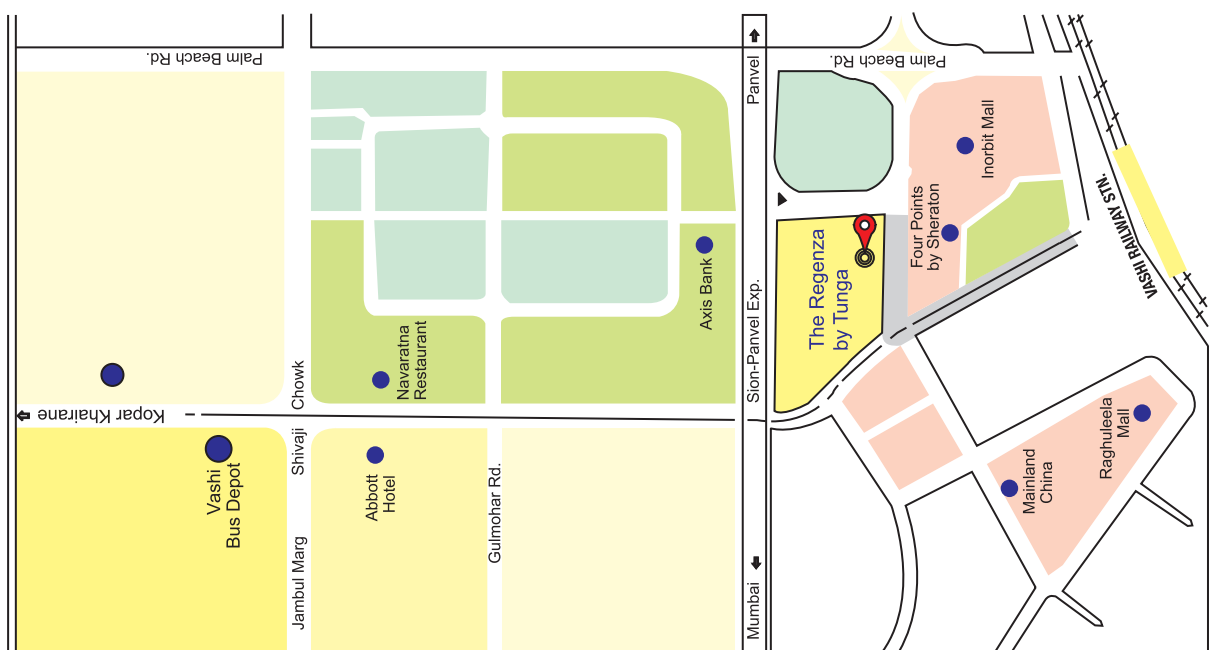 Palm Beach Rd.
Palm Beach Rd.
Panvel
Inorbit Mall
VASHI RAILWAY STN.
Four Points
by Sheraton
The Regenza
by Tunga
Axis Bank
Sion-Panvel Exp.
Navaratna
Restaurant
Chowk
Kopar Khairane
Shivaji
Vashi
Bus Depot
Abbott
Hotel
Gulmohar Rd.
Raghuleela
Mall
Mainland
China
Jambul Marg
Mumbai